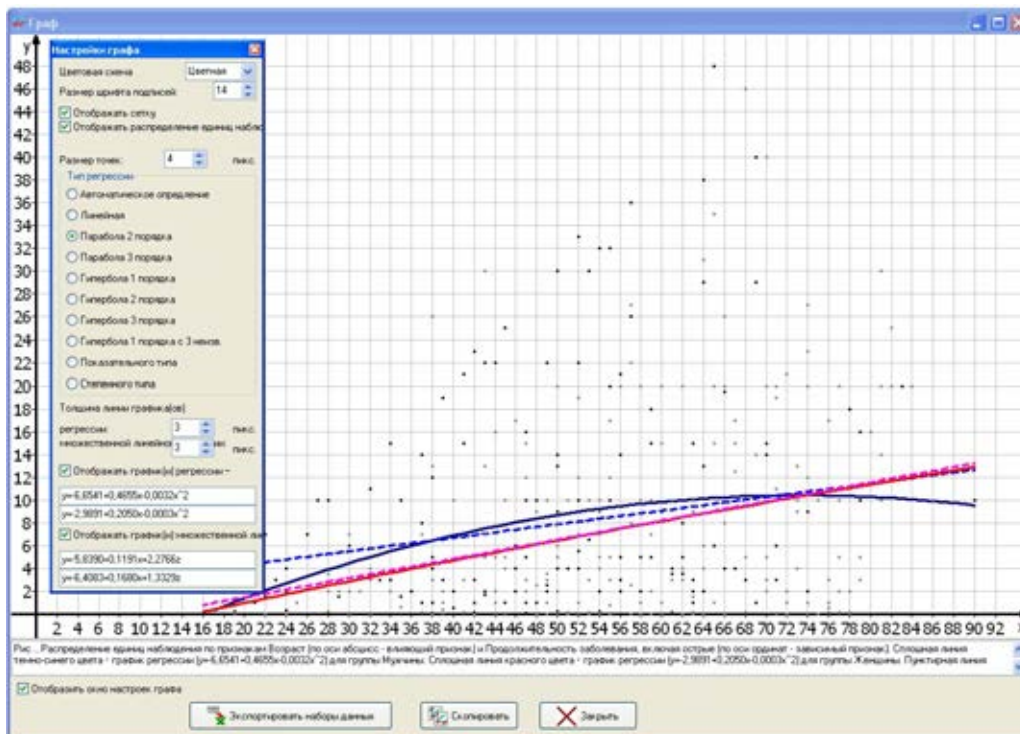 Граф
Настройки графа
Цветовая схема
Цветная
Размер шрифта подписей:
14
Отображать сетку
Отображать распределение единиц наблю
Размер точек:
4
пикс.
Тип регрессии
Автоматическое опредление
Линейная
Парабола 2 порядка
Парабола 3 порядка
Гипербола 1 порядка
Гипербола 2 порядка
Гипербола 3 порядка
Гипербола 1 порядка с 3 неизв.
Показательного типа
Степенного типа
Толщина линии графика(ов)
регрессии
3
пикс.
множественной линейно
3
пикс.
Отображать график(и) регрессии -
y=-6,6541+0,4655x-0,0032x^2
y=-2,9891+0,2050x-0,0003x^2
Отображать график(и) множественной ли
y=-5,8390+0,1191x+2,2766z
y=-6,4083+0,1680x+1,3329z
y
48
46
44
42
40
38
36
34
32
30
28
26
24
22
20
18
16
14
12
10
8
6
4
2
2 4 6 8 10 12 14 16 18 20 22 24 26 28 30 32 34 36 38 40 42 44 46 48 50 52 54 56 58 60 62 64 66 68 70 72 74 76 78 80 82 84 86 88 90 92
Рис... Распределение единиц наблюдения по признакам Возраст (по оси абсцисс - влияющий признак) и Продолжительность заболевания, включая острые (по оси ординат - зависимый признак). Сплошная линия
темно-синего цвета - график регрессии (y=-6,6541+0,4655x-0,0032x^2) для группы Мужчины. Сплошная линия красного цвета - график регрессии (y=-2,9891+0,2050x-0,0003x^2) для группы Женщины. Пунктирная линия
Отобразить окно настроек графа
Экспортировать наборы данных
Скопировать
Закрыть